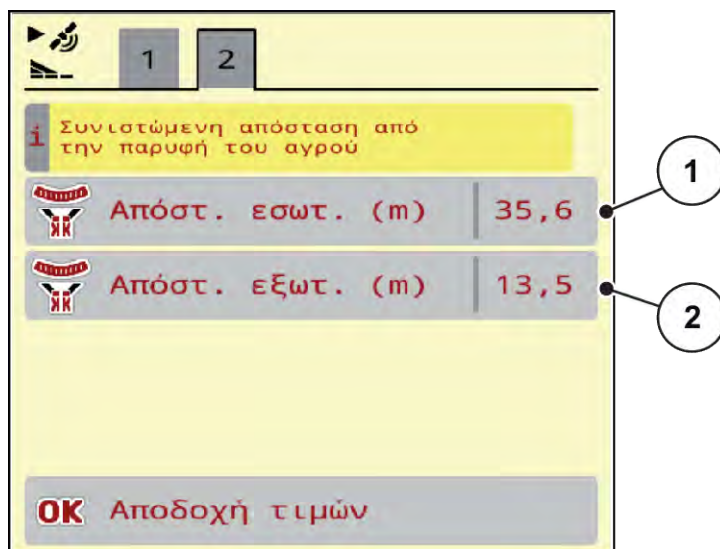 1 2
i Συνιστώμενη απόσταση από
την παρυφή του αγρού
Απόστ. εσωτ. (m) 35,6
1
Απόστ. εξωτ. (m) 13,5
2
OK Αποδοχή τιμών